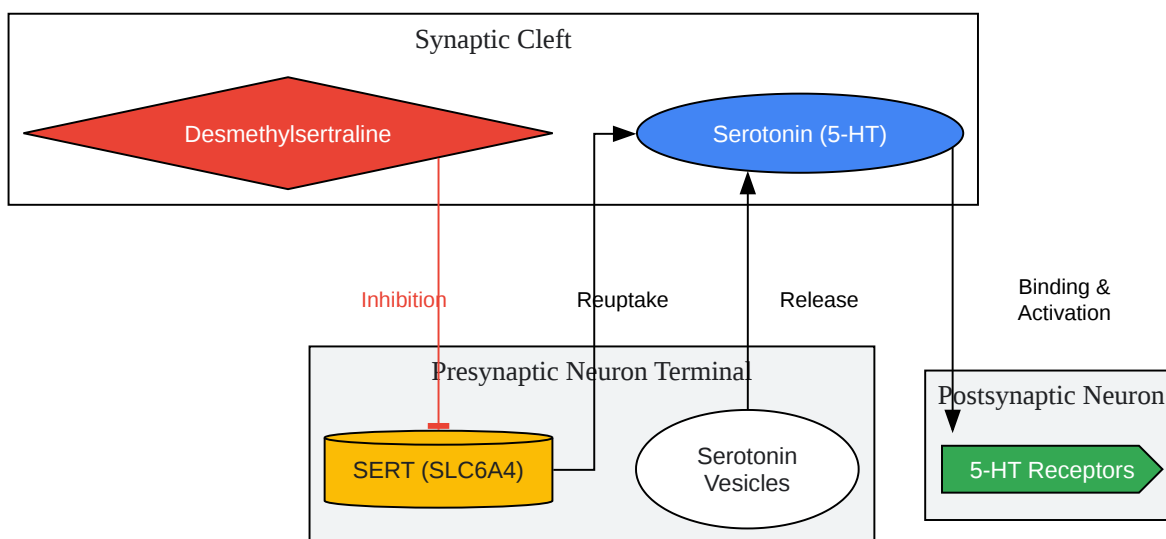 Synaptic Cleft
Desmethylsertraline
Serotonin (5-HT)
Inhibition
Reuptake
Release
Binding &
Activation
Presynaptic Neuron Terminal
Postsynaptic Neuron
SERT (SLC6A4)
Serotonin
Vesicles
5-HT Receptors